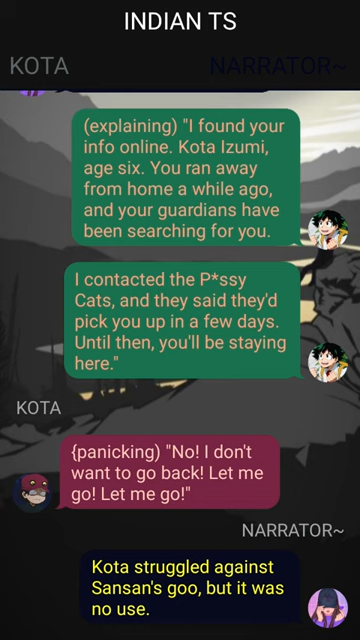 INDIAN TS
KOTA
NARRATOR~
(explaining) "I found your
info online. Kota Izumi,
age six. You ran away
from home a while ago,
and your guardians have
been searching for you.
I contacted the P*ssy
Cats, and they said they'd
pick you up in a few days.
Until then, you'll be staying
here."
KOTA
{panicking) "No! I don't
want to go back! Let me
go! Let me go!"
NARRATOR~
Kota struggled against
Sansan's goo, but it was
no use.